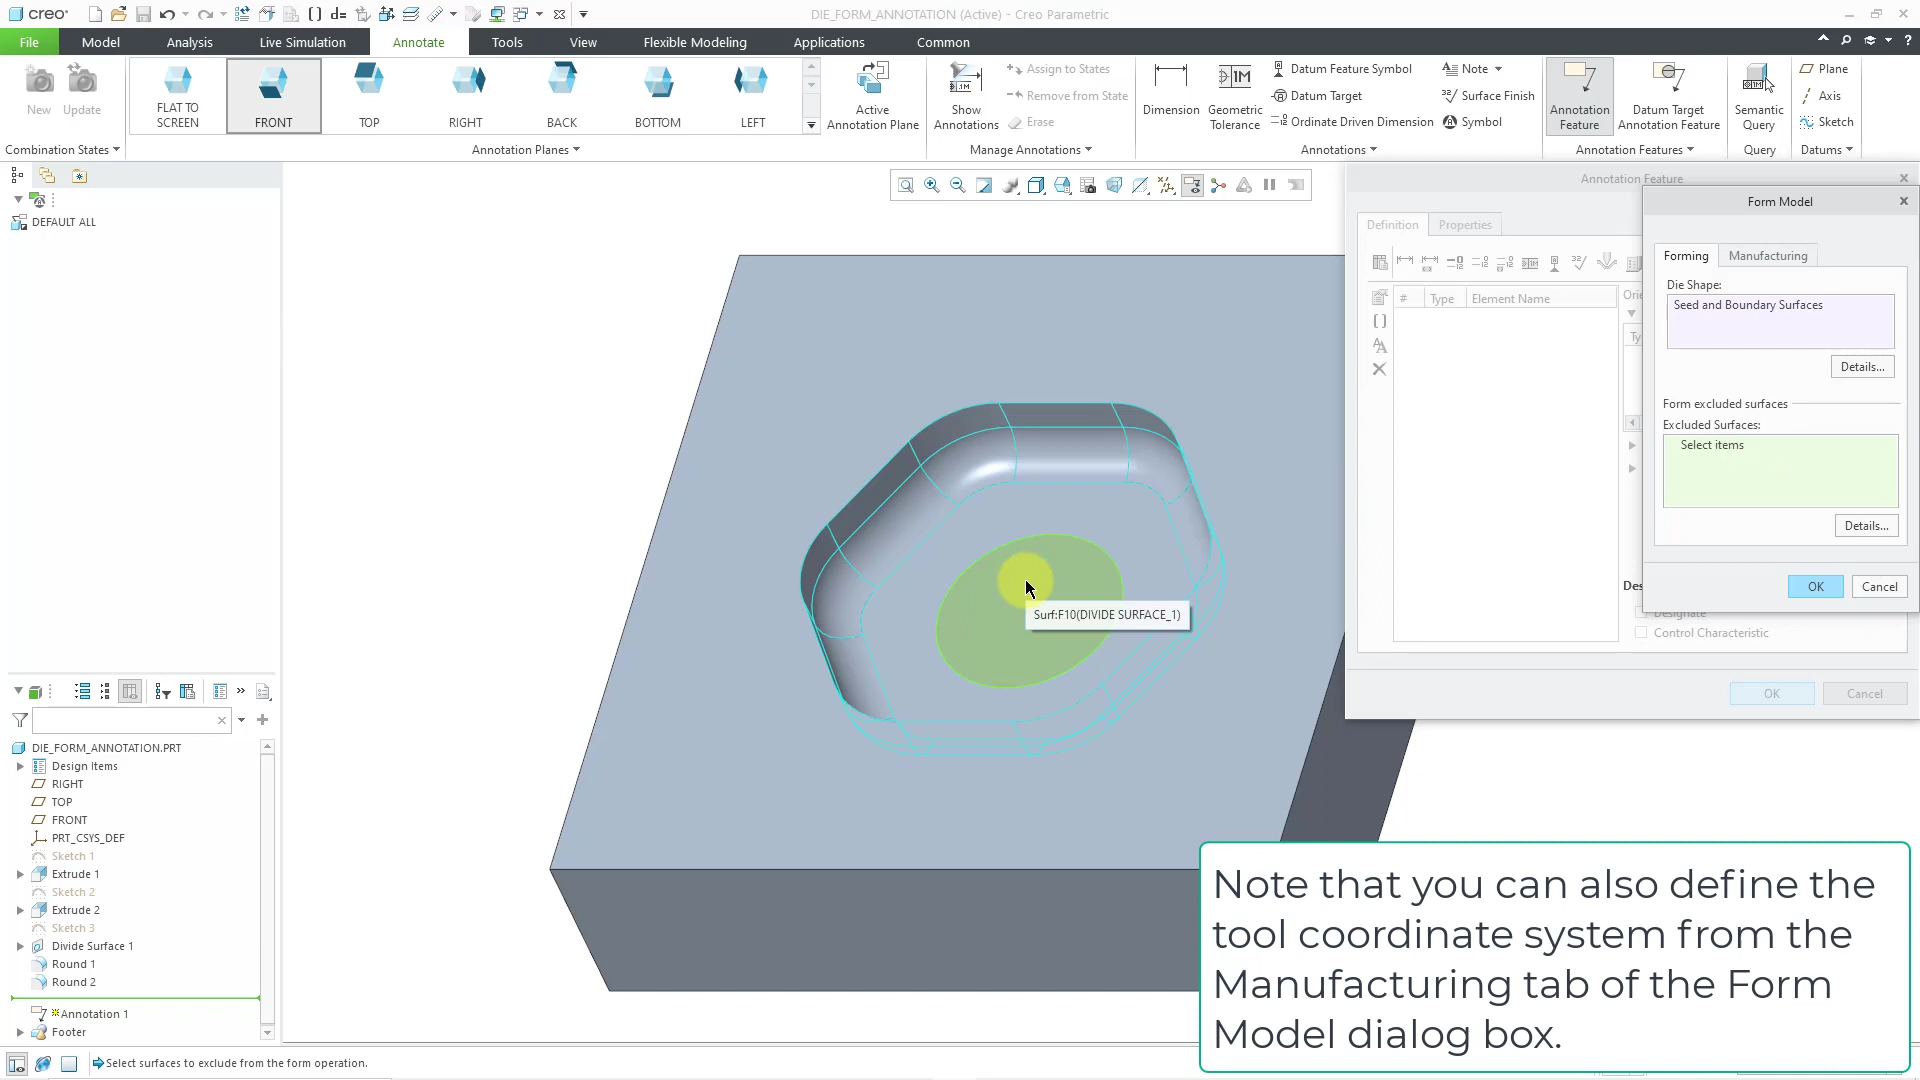 creo
DIE_FORM_ANNOTATION (Active) - Creo Parametric
File
Model
Analysis
Live Simulation
Annotate
Tools
View
Flexible Modeling
Applications
Common
New
Update
Combination States
FLAT TO
SCREEN
FRONT
TOP
RIGHT
BACK
BOTTOM
LEFT
Annotation Planes
Active
Annotation Plane
Show
Annotations
Assign to States
Remove from State
Erase
Manage Annotations
Dimension
Geometric
Tolerance
Datum Feature Symbol
Datum Target
Ordinate Driven Dimension
Note
Surface Finish
Symbol
Annotations
Annotation
Feature
Datum Target
Annotation Feature
Annotation Features
Semantic
Query
Query
Plane
Axis
Sketch
Datums
DEFAULT ALL
DIE_FORM_ANNOTATION.PRT
Design Items
RIGHT
TOP
FRONT
PRT_CSYS_DEF
Sketch 1
Extrude 1
Sketch 2
Extrude 2
Sketch 3
Divide Surface 1
Round 1
Round 2
Annotation 1
Footer
Surf:F10(DIVIDE SURFACE_1)
Annotation Feature
Definition
Properties
# Type Element Name
Designate
Control Characteristic
OK
Cancel
Form Model
Forming
Manufacturing
Die Shape:
Seed and Boundary Surfaces
Details...
Form excluded surfaces
Excluded Surfaces:
Select items
Details...
OK
Cancel
Note that you can also define the
tool coordinate system from the
Manufacturing tab of the Form
Model dialog box.
Select surfaces to exclude from the form operation.